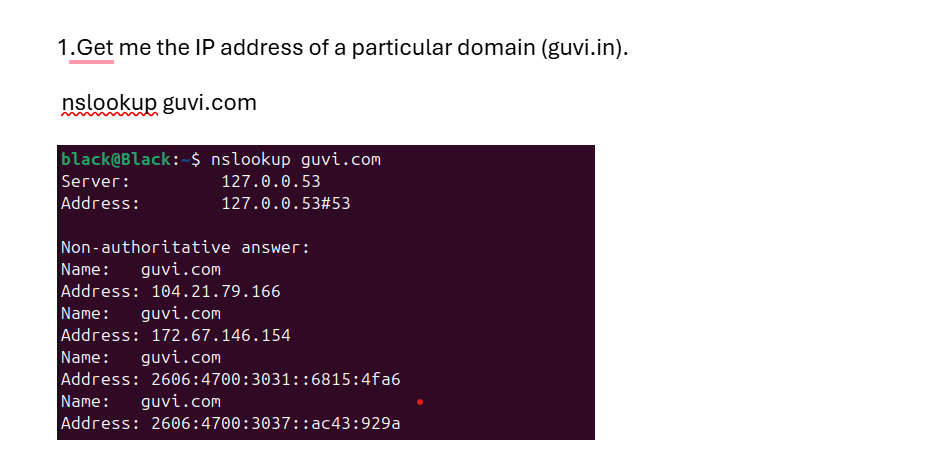 1.Get me the IP address of a particular domain (guvi.in).
nslookup guvi.com
black@Black:~$ nslookup guvi.com
Server:         127.0.0.53
Address:        127.0.0.53#53
Non-authoritative answer:
Name:   guvi.com
Address: 104.21.79.166
Name:   guvi.com
Address: 172.67.146.154
Name:   guvi.com
Address: 2606:4700:3031::6815:4fa6
Name:   guvi.com
Address: 2606:4700:3037::ac43:929a